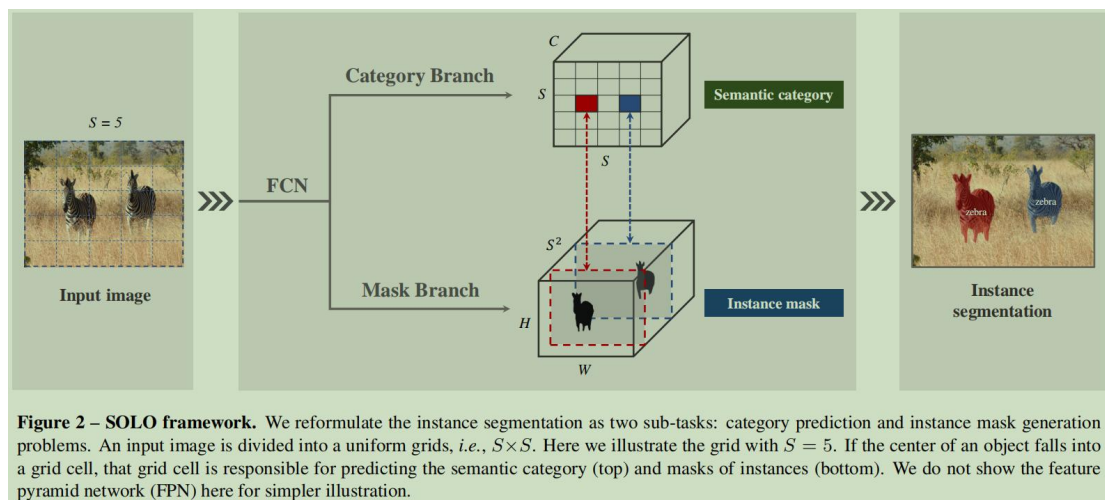 S = 5
Input image
FCN
Category Branch
Mask Branch
C
S
S
S²
H
W
Semantic category
Instance mask
zebra
zebra
Instance
segmentation
Figure 2 – SOLO framework. We reformulate the instance segmentation as two sub-tasks: category prediction and instance mask generation
problems. An input image is divided into a uniform grids, i.e., S×S. Here we illustrate the grid with S = 5. If the center of an object falls into
a grid cell, that grid cell is responsible for predicting the semantic category (top) and masks of instances (bottom). We do not show the feature
pyramid network (FPN) here for simpler illustration.